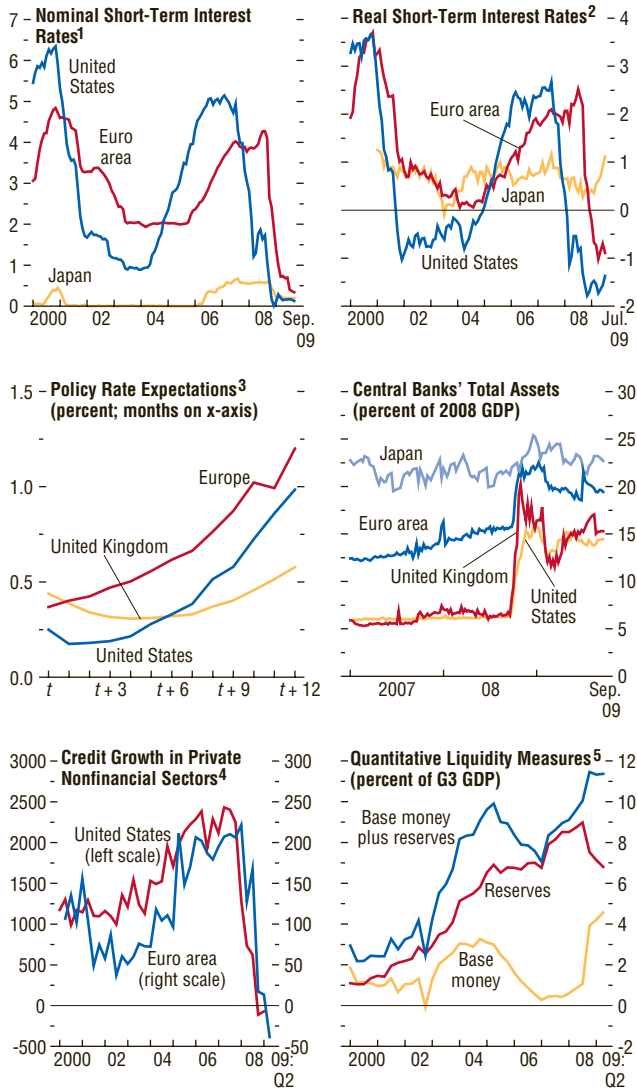 Nominal Short-Term Interest
Rates1
7
6
5
4
3
2
1
0
United
States
Euro
area
Japan
2000 02 04 06 08 Sep.
09
Real Short-Term Interest Rates2
4
3
2
1
0
-1
-2
Euro area
Japan
United States
2000 02 04 06 08 Jul.
09
Policy Rate Expectations3
(percent; months on x-axis)
1.5
1.0
0.5
0.0
Europe
United Kingdom
United States
t t + 3 t + 6 t + 9 t + 12
Central Banks' Total Assets
(percent of 2008 GDP)
30
25
20
15
10
5
0
Japan
Euro area
United Kingdom
United
States
2007 08 Sep.
09
Credit Growth in Private
Nonfinancial Sectors4
3000
2500
2000
1500
1000
500
0
-500
300
250
200
150
100
50
0
-50
United States
(left scale)
Euro area
(right scale)
2000 02 04 06 08 09:
Q2
Quantitative Liquidity Measures5
(percent of G3 GDP)
12
10
8
6
4
2
0
-2
Base money
plus reserves
Reserves
Base
money
2000 02 04 06 08 09:
Q2